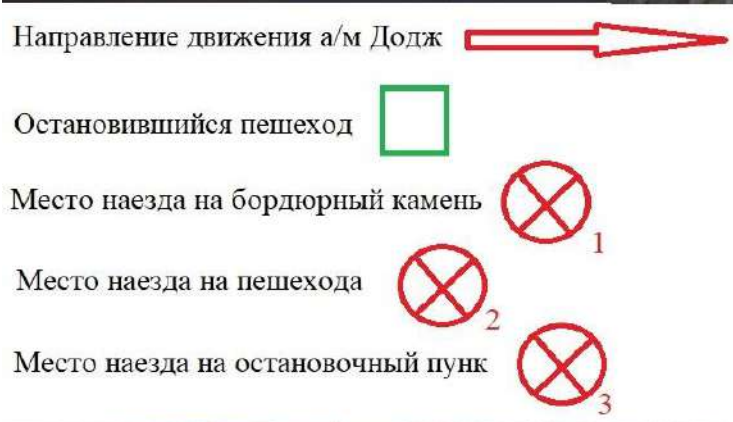 Направление движения а/м Додж
Остановившийся пешеход
Место наезда на бордюрный камень
1
Место наезда на пешехода
2
Место наезда на остановочный пунк
3